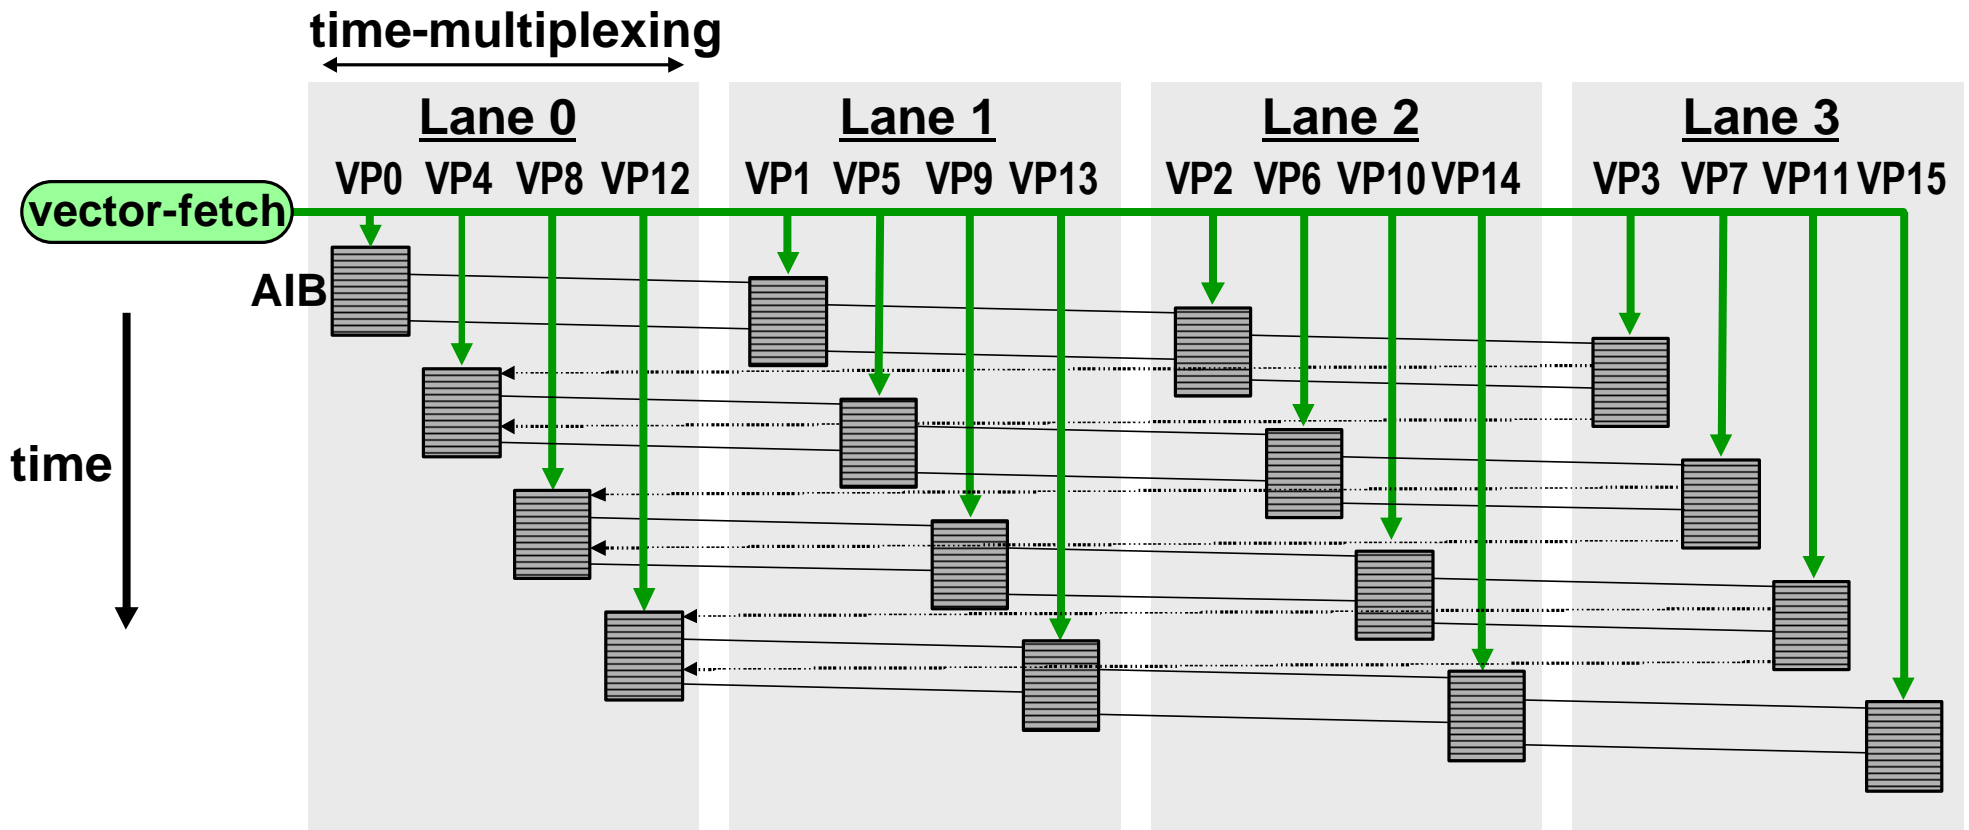 time-multiplexing
Lane 0 Lane 1 Lane 2 Lane 3
VP0 VP4 VP8 VP12 VP1 VP5 VP9 VP13 VP2 VP6 VP10 VP14 VP3 VP7 VP11 VP15
vector-fetch
AIB
time